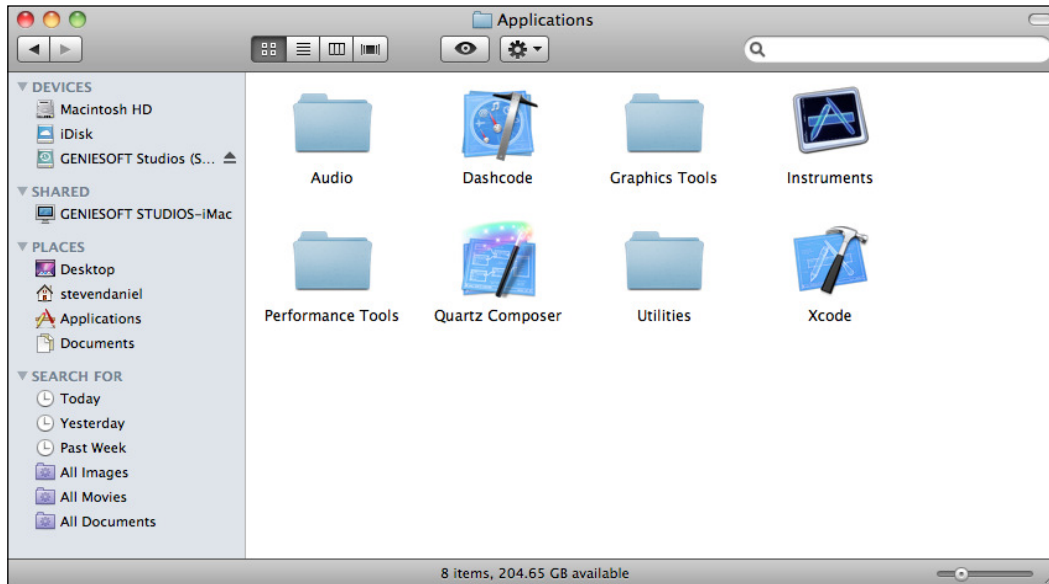 Applications
DEVICES
Macintosh HD
iDisk
GENIESOFT Studios (S...
SHARED
GENIESOFT STUDIOS-iMac
PLACES
Desktop
stevendaniel
Applications
Documents
SEARCH FOR
Today
Yesterday
Past Week
All Images
All Movies
All Documents
Audio
Dashcode
Graphics Tools
Instruments
Performance Tools
Quartz Composer
Utilities
Xcode
8 items, 204.65 GB available